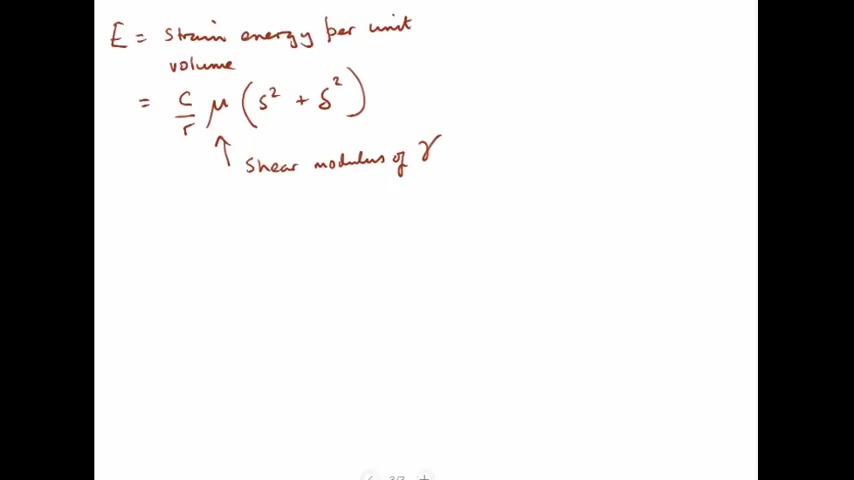 E = strain energy per unit
volume
= c/r μ (s² + δ²)
↑ Shear modulus of γ